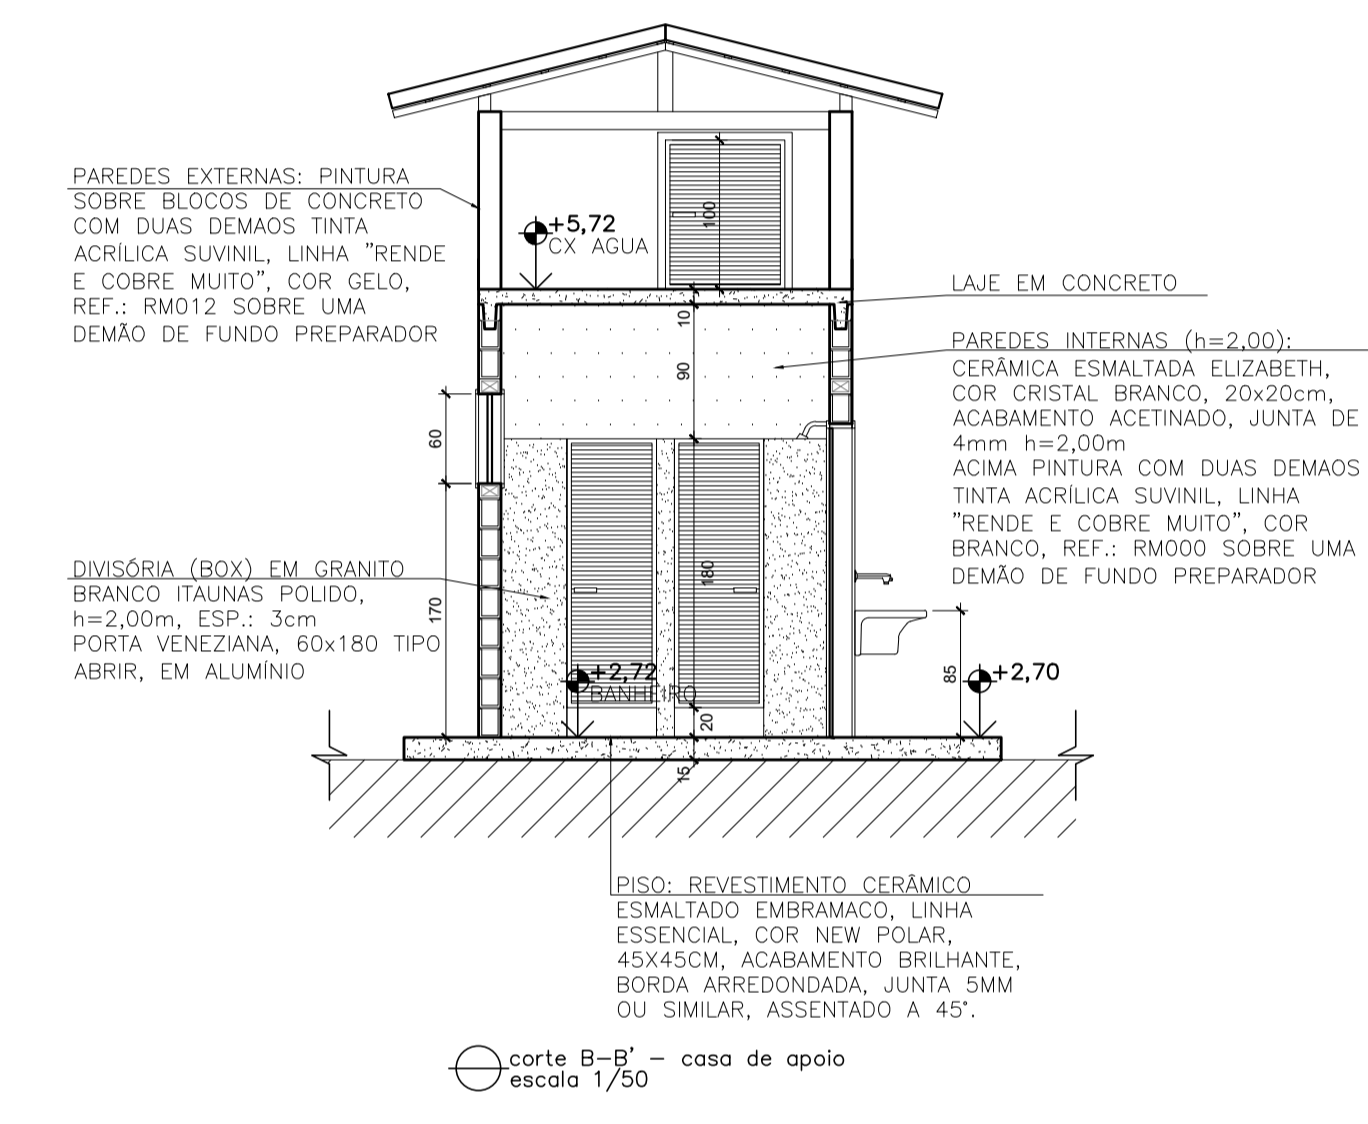 PAREDES EXTERNAS: PINTURA
SOBRE BLOCOS DE CONCRETO
COM DUAS DEMAOS TINTA
ACRÍLICA SUVINIL, LINHA "RENDE
E COBRE MUITO", COR GELO,
REF.: RM012 SOBRE UMA
DEMÃO DE FUNDO PREPARADOR
+5,72
CX AGUA
100
LAJE EM CONCRETO
10
90
PAREDES INTERNAS (h=2,00):
CERÂMICA ESMALTADA ELIZABETH,
COR CRISTAL BRANCO, 20x20cm,
ACABAMENTO ACETINADO, JUNTA DE
4mm h=2,00m
ACIMA PINTURA COM DUAS DEMAOS
TINTA ACRÍLICA SUVINIL, LINHA
"RENDE E COBRE MUITO", COR
BRANCO, REF.: RM000 SOBRE UMA
DEMÃO DE FUNDO PREPARADOR
60
DIVISÓRIA (BOX) EM GRANITO
BRANCO ITAUNAS POLIDO,
h=2,00m, ESP.: 3cm
PORTA VENEZIANA, 60x180 TIPO
ABRIR, EM ALUMÍNIO
170
180
+2,72
BANHEIRO
20
85
+2,70
15
PISO: REVESTIMENTO CERÂMICO
ESMALTADO EMBRAMACO, LINHA
ESSENCIAL, COR NEW POLAR,
45X45CM, ACABAMENTO BRILHANTE,
BORDA ARREDONDADA, JUNTA 5MM
OU SIMILAR, ASSENTADO A 45°.
corte B-B' - casa de apoio
escala 1/50